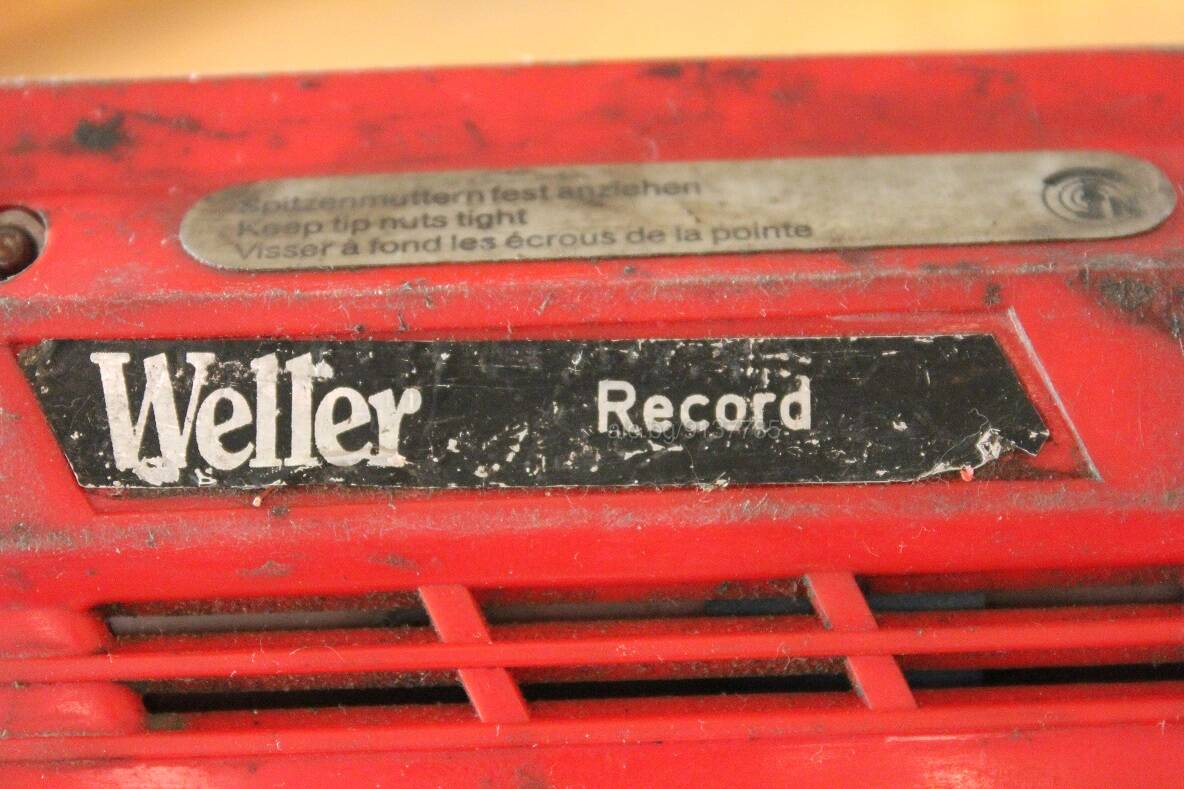 Spitzenmuttern fest anziehen
Keep tip nuts tight
Visser à fond les écrous de la pointe
Weller Record